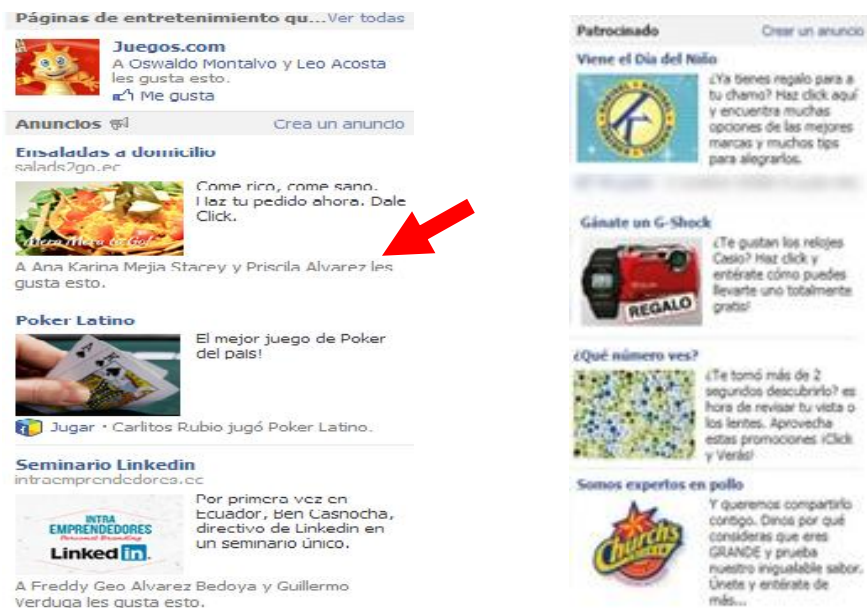 Páginas de entretenimiento qu...Ver todas
Juegos.com
A Oswaldo Montalvo y Leo Acosta
les gusta esto.
Me gusta
Anuncios Crea un anuncio
Ensaladas a domicilio
salads2go.ec
Come rico, come sano.
Haz tu pedido ahora. Dale
Click.
Mera Mera to Go!
A Ana Karina Mejia Stacey y Priscila Alvarez les
gusta esto.
Poker Latino
El mejor juego de Poker
del país!
Jugar · Carlitos Rubio jugó Poker Latino.
Seminario Linkedin
intraemprendedores.ec
Por primera vez en
Ecuador, Ben Casnocha,
directivo de Linkedin en
un seminario único.
INTRA
EMPRENDEDORES
Personal Branding
Linked in.
A Freddy Geo Alvarez Bedoya y Guillermo
Verduga les gusta esto.
Patrocinado Crear un anuncio
Viene el Dia del Niño
¿Ya tienes regalo para a
tu chamo? Haz click aquí
y encuentra muchas
opciones de las mejores
marcas y muchos tips
para alegrarlos.
Gánate un G-Shock
¿Te gustan los relojes
Casio? Haz click y
entérate cómo puedes
llevarte uno totalmente
gratis!
REGALO
¿Qué número ves?
¿Te tomó más de 2
segundos descubrirlo? es
hora de revisar tu vista o
los lentes. Aprovecha
estas promociones ¡Click
y Verás!
Somos expertos en pollo
Y queremos compartirlo
contigo. Dinos por qué
consideras que eres
GRANDE y prueba
nuestro inigualable sabor.
Únete y entérate de
más...
Church's